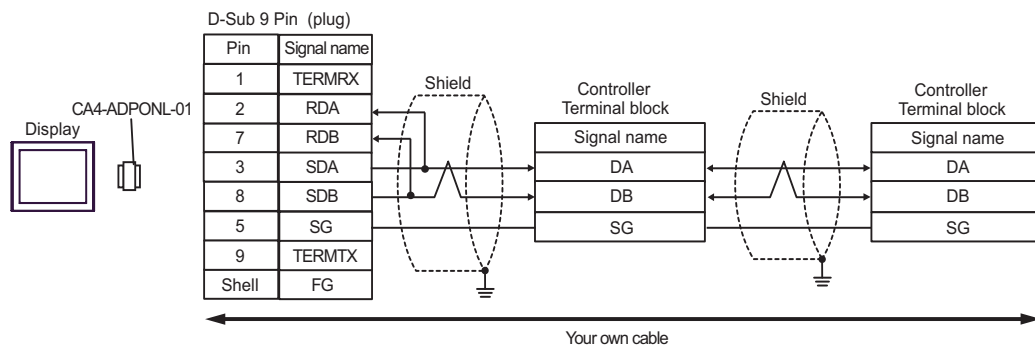 D-Sub 9 Pin (plug)
Pin Signal name
1 TERMRX
2 RDA
7 RDB
3 SDA
8 SDB
5 SG
9 TERMTX
Shell FG
CA4-ADPONL-01
Display
Shield
Controller
Terminal block
Signal name
DA
DB
SG
Shield
Controller
Terminal block
Signal name
DA
DB
SG
Your own cable